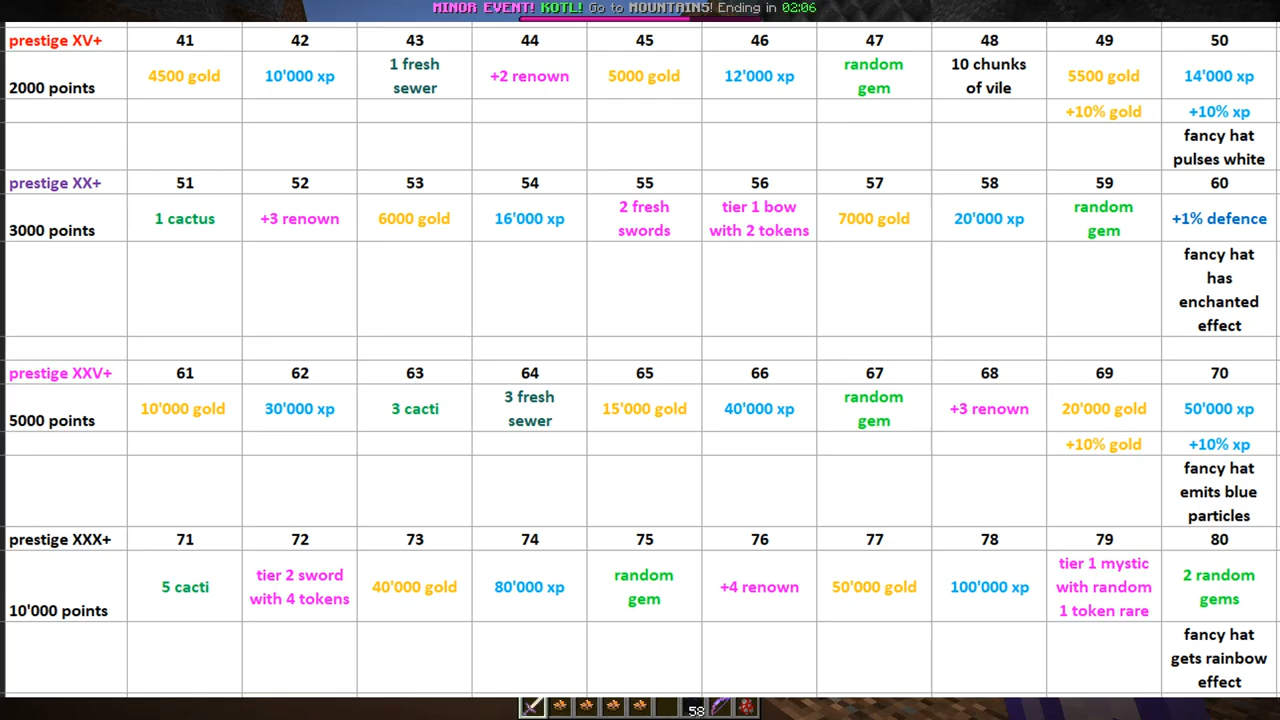 MINOR EVENT! KOTL! Go to MOUNTAINS! Ending in 02:06
prestige XV+ 41 42 43 44 45 46 47 48 49 50
2000 points 4500 gold 10'000 xp 1 fresh sewer +2 renown 5000 gold 12'000 xp random gem 10 chunks of vile 5500 gold 14'000 xp
+10% gold +10% xp
fancy hat pulses white
prestige XX+ 51 52 53 54 55 56 57 58 59 60
3000 points 1 cactus +3 renown 6000 gold 16'000 xp 2 fresh swords tier 1 bow with 2 tokens 7000 gold 20'000 xp random gem +1% defence
fancy hat has enchanted effect
prestige XXV+ 61 62 63 64 65 66 67 68 69 70
5000 points 10'000 gold 30'000 xp 3 cacti 3 fresh sewer 15'000 gold 40'000 xp random gem +3 renown 20'000 gold 50'000 xp
+10% gold +10% xp
fancy hat emits blue particles
prestige XXX+ 71 72 73 74 75 76 77 78 79 80
10'000 points 5 cacti tier 2 sword with 4 tokens 40'000 gold 80'000 xp random gem +4 renown 50'000 gold 100'000 xp tier 1 mystic with random 1 token rare 2 random gems
fancy hat gets rainbow effect
58